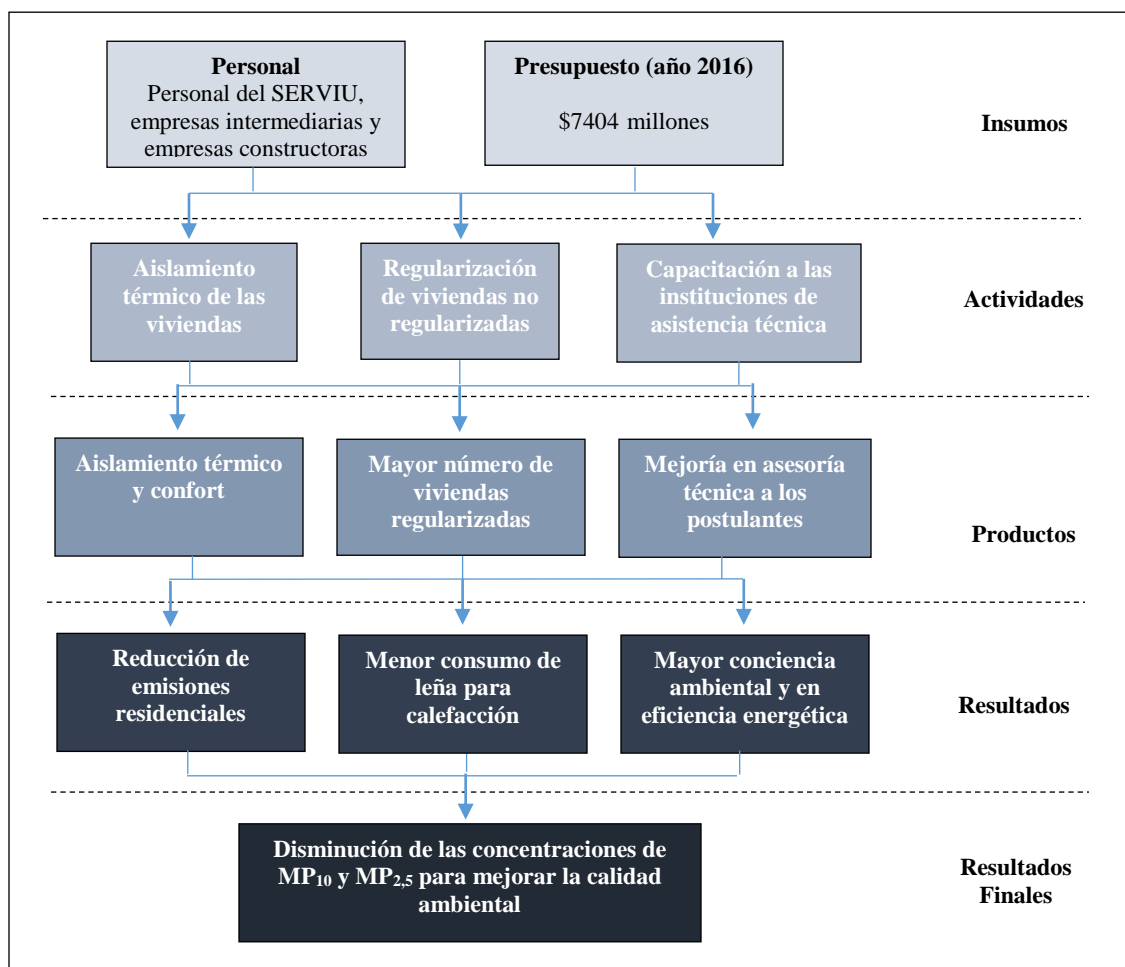 Personal
Personal del SERVIU,
empresas intermediarias y
empresas constructoras
Presupuesto (año 2016)
$7404 millones
Insumos
Aislamiento
térmico de las
viviendas
Regularización
de viviendas no
regularizadas
Capacitación a las
instituciones de
asistencia técnica
Actividades
Aislamiento térmico
y confort
Mayor número de
viviendas
regularizadas
Mejoría en asesoría
técnica a los
postulantes
Productos
Reducción de
emisiones
residenciales
Menor consumo de
leña para
calefacción
Mayor conciencia
ambiental y en
eficiencia energética
Resultados
Disminución de las concentraciones de
MP₁₀ y MP₂,₅ para mejorar la calidad
ambiental
Resultados
Finales